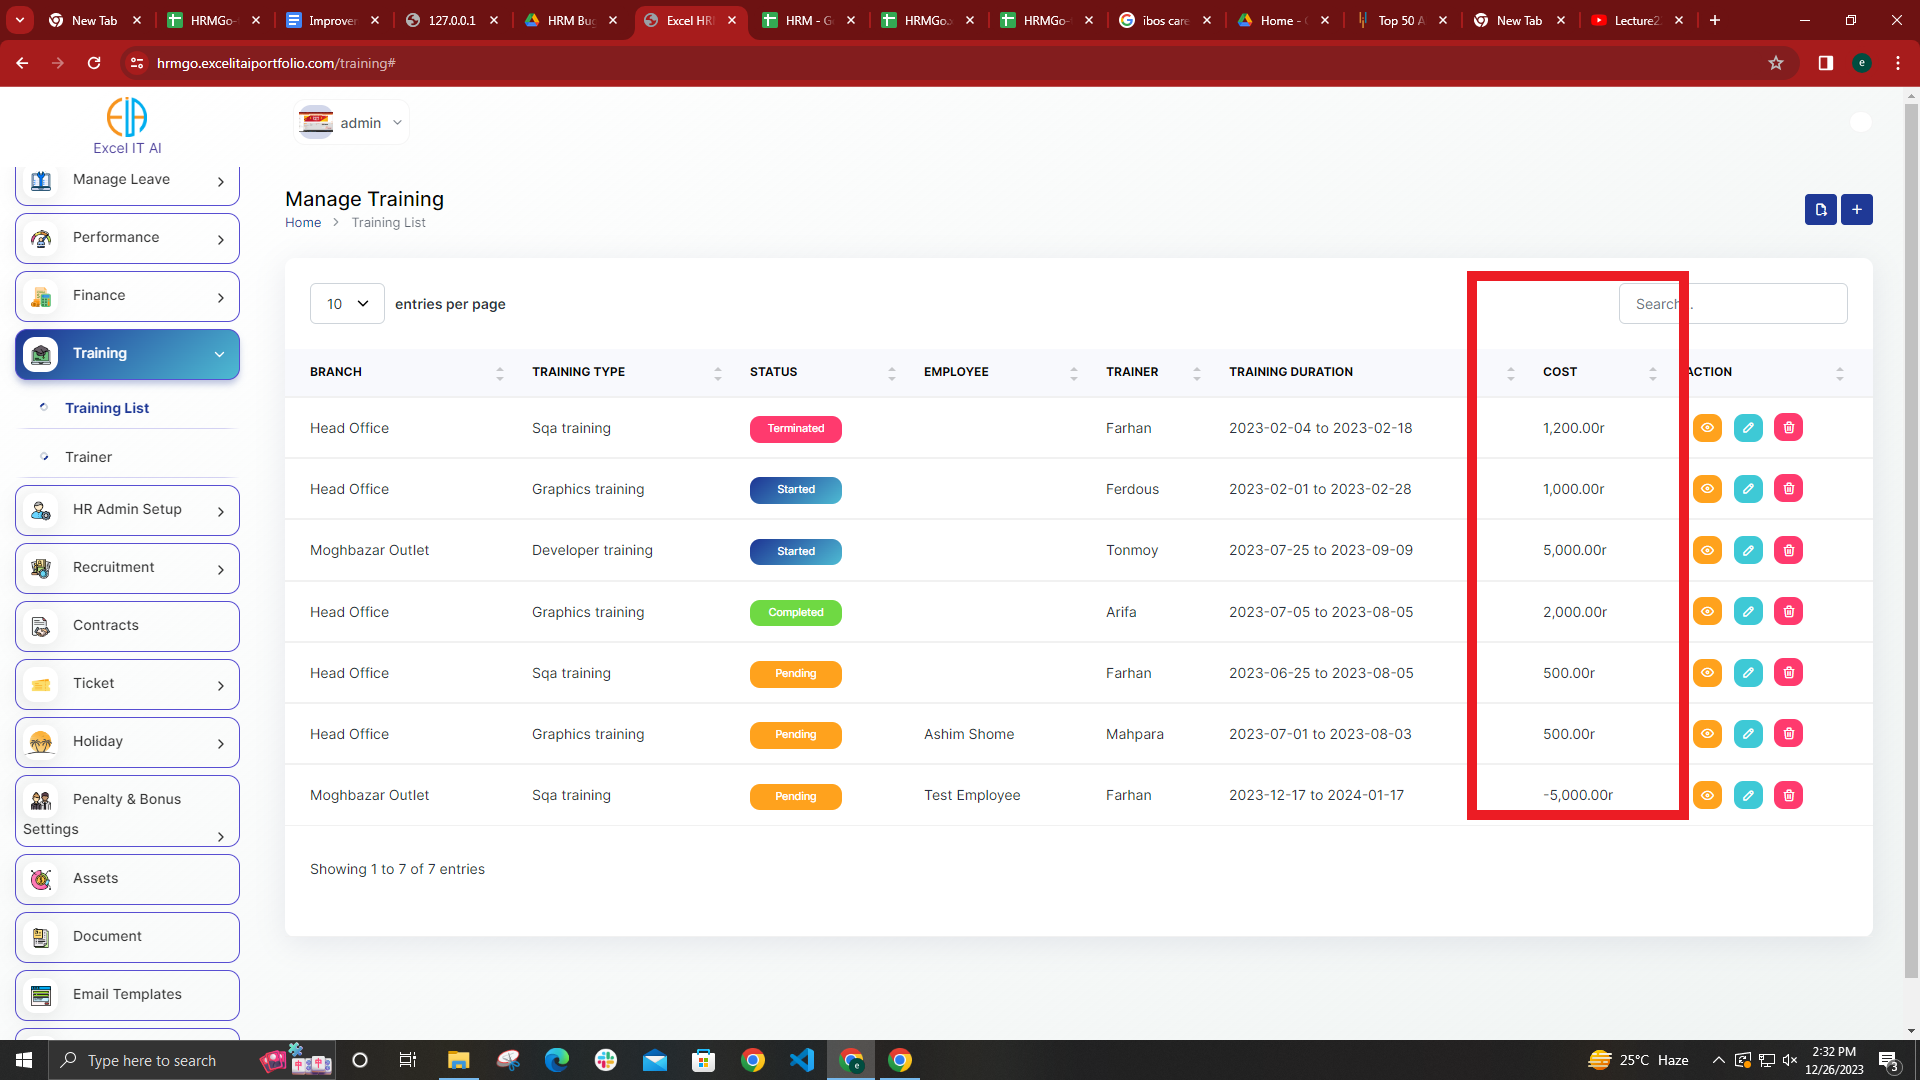 New Tab
HRMGo-
Improver
127.0.0.1
HRM Bug
Excel HRM
HRM - G
HRMGo.x
HRMGo-
ibos care
Home - G
Top 50 A
New Tab
Lecture2
hrmgo.excelitaiportfolio.com/training#
e
Excel IT AI
admin
Manage Leave
Performance
Finance
Training
Training List
Trainer
HR Admin Setup
Recruitment
Contracts
Ticket
Holiday
Penalty & Bonus
Settings
Assets
Document
Email Templates
Manage Training
Home > Training List
10 entries per page
Search
BRANCH TRAINING TYPE STATUS EMPLOYEE TRAINER TRAINING DURATION COST ACTION
Head Office Sqa training Terminated Farhan 2023-02-04 to 2023-02-18 1,200.00r
Head Office Graphics training Started Ferdous 2023-02-01 to 2023-02-28 1,000.00r
Moghbazar Outlet Developer training Started Tonmoy 2023-07-25 to 2023-09-09 5,000.00r
Head Office Graphics training Completed Arifa 2023-07-05 to 2023-08-05 2,000.00r
Head Office Sqa training Pending Farhan 2023-06-25 to 2023-08-05 500.00r
Head Office Graphics training Pending Ashim Shome Mahpara 2023-07-01 to 2023-08-03 500.00r
Moghbazar Outlet Sqa training Pending Test Employee Farhan 2023-12-17 to 2024-01-17 -5,000.00r
Showing 1 to 7 of 7 entries
Type here to search
25°C Haze
2:32 PM
12/26/2023
3